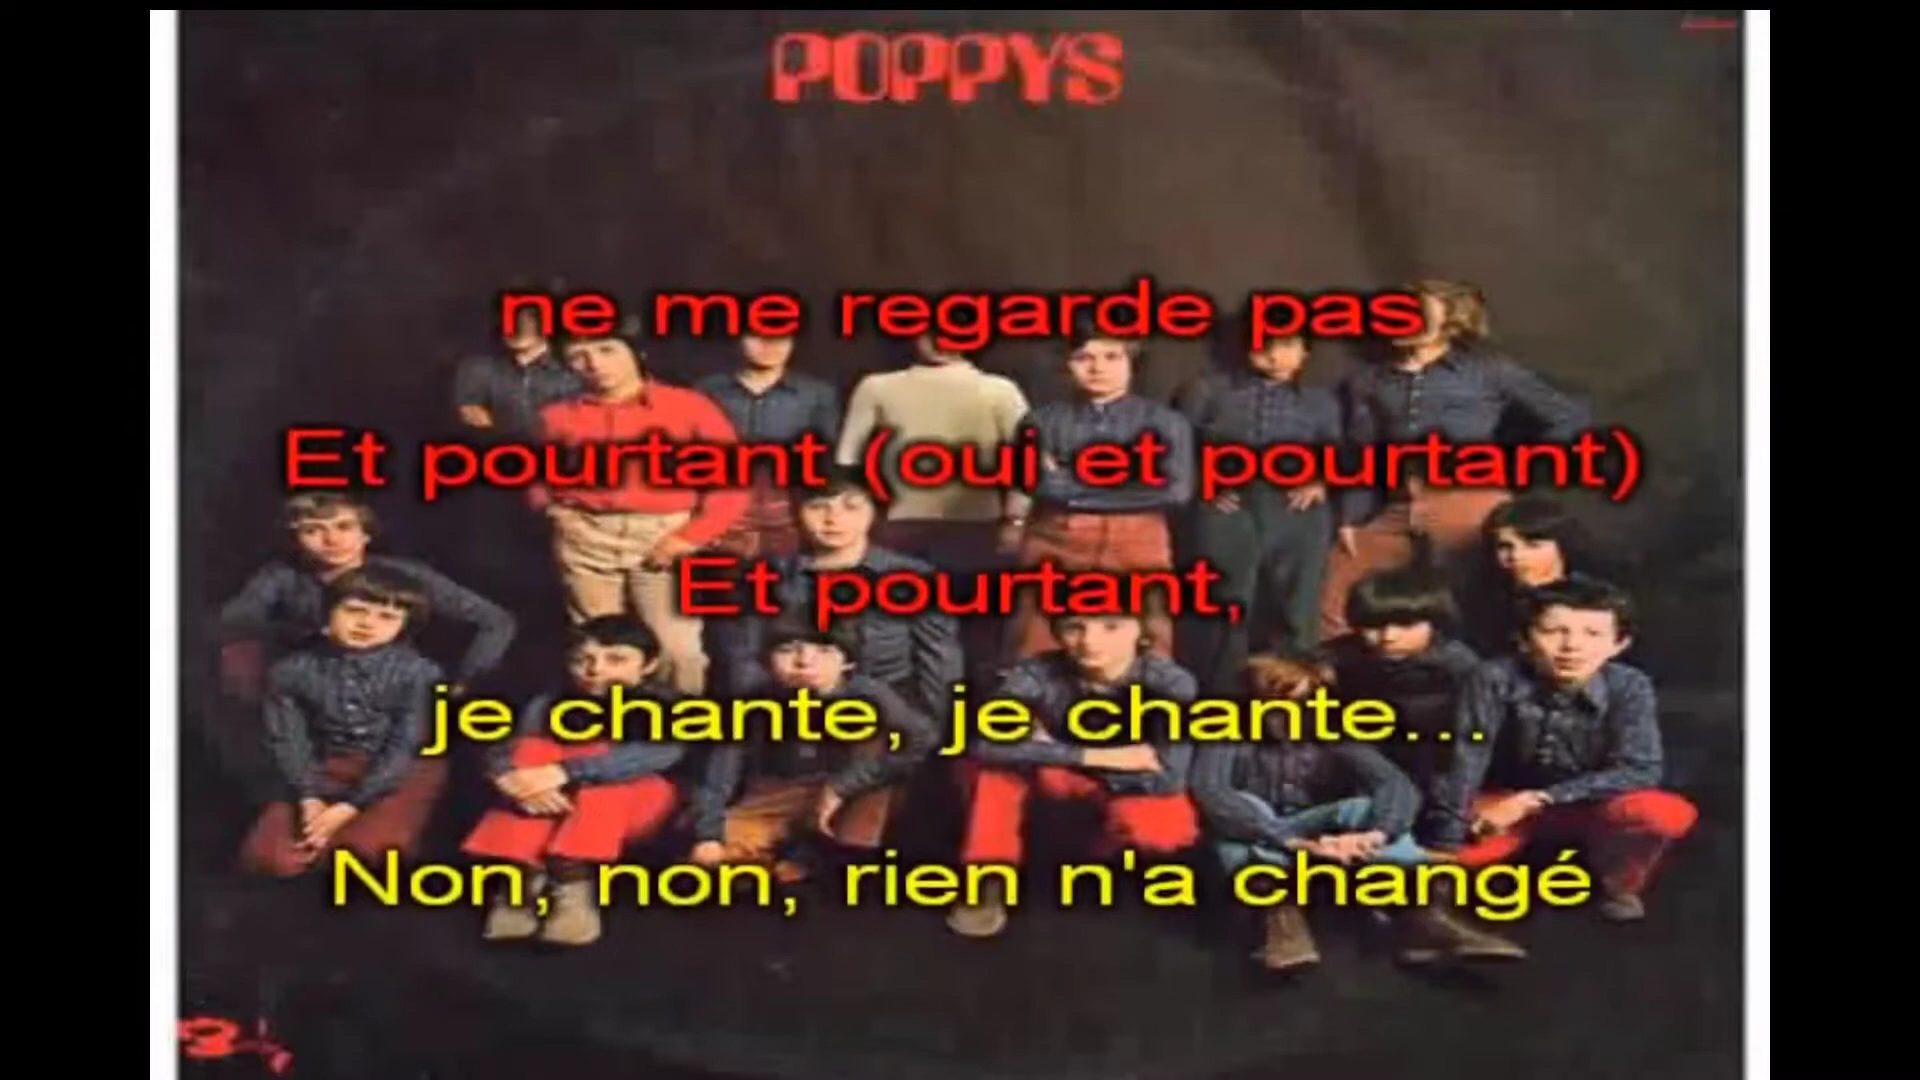 POPPYS
ne me regarde pas
Et pourtant (oui et pourtant)
Et pourtant,
je chante, je chante...
Non, non, rien n'a changé